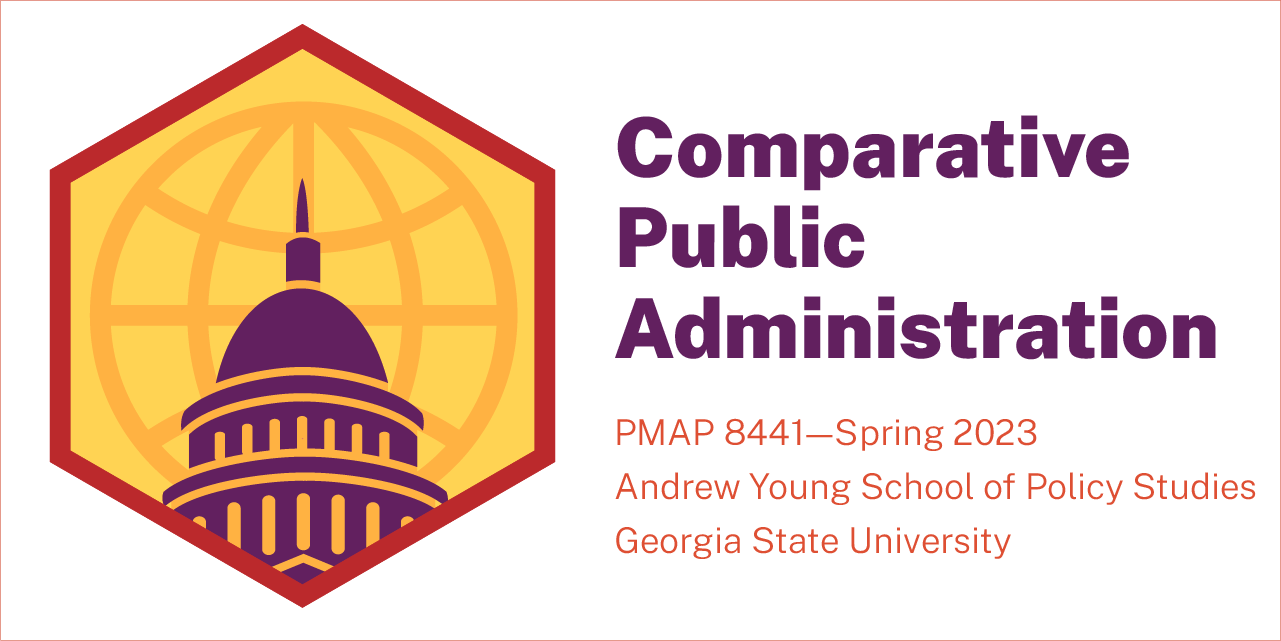 Comparative
Public
Administration
PMAP 8441—Spring 2023
Andrew Young School of Policy Studies
Georgia State University